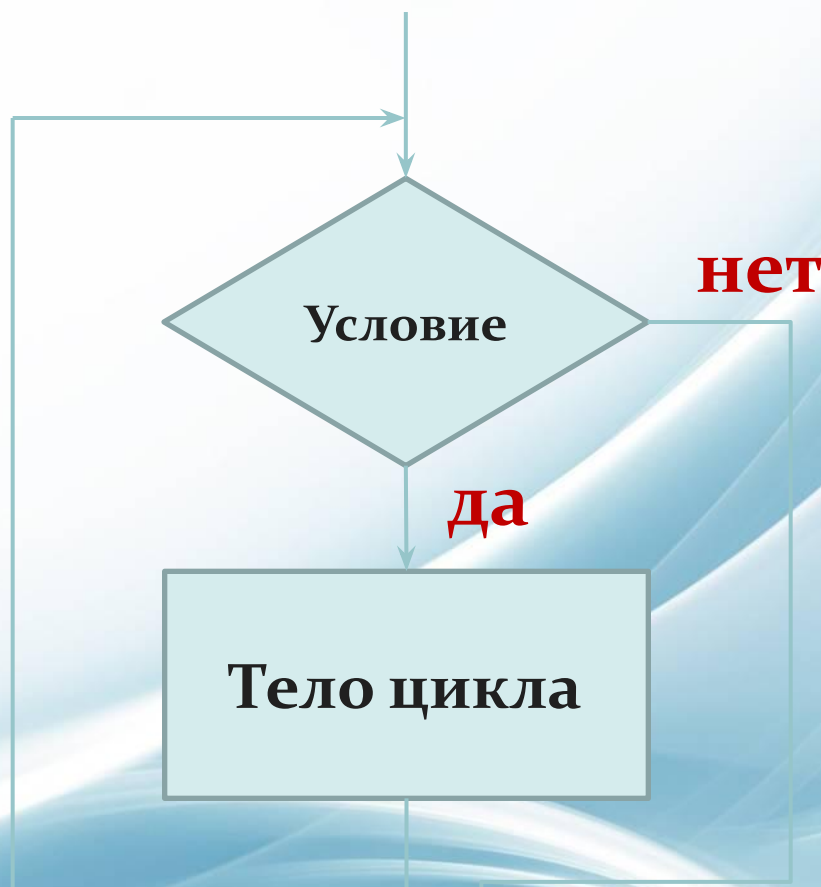 нет
Условие
да
Тело цикла